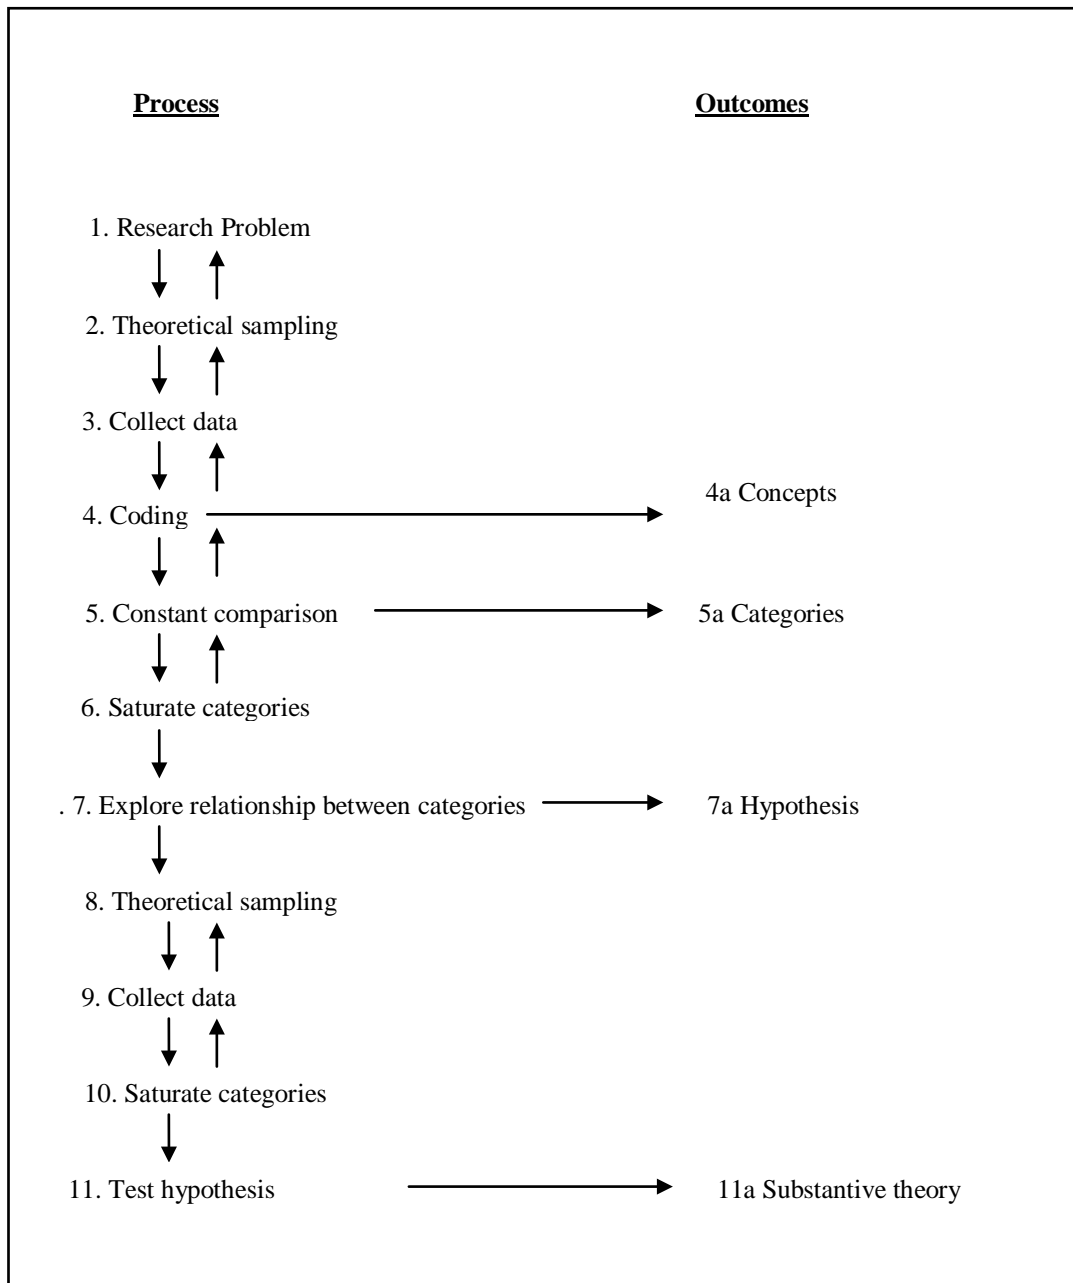 Process Outcomes
1. Research Problem
2. Theoretical sampling
3. Collect data
4a Concepts
4. Coding
5. Constant comparison 5a Categories
6. Saturate categories
. 7. Explore relationship between categories 7a Hypothesis
8. Theoretical sampling
9. Collect data
10. Saturate categories
11. Test hypothesis 11a Substantive theory